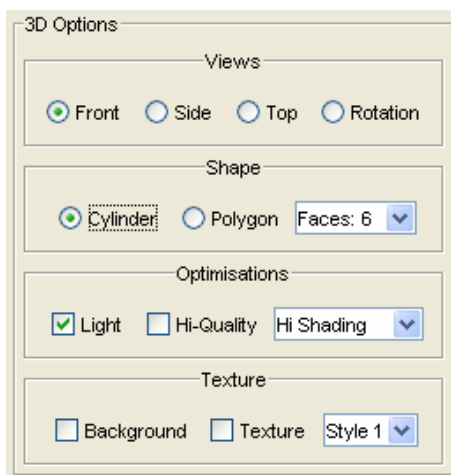 3D Options
Views
Front Side Top Rotation
Shape
Cylinder Polygon Faces: 6
Optimisations
Light Hi-Quality Hi Shading
Texture
Background Texture Style 1